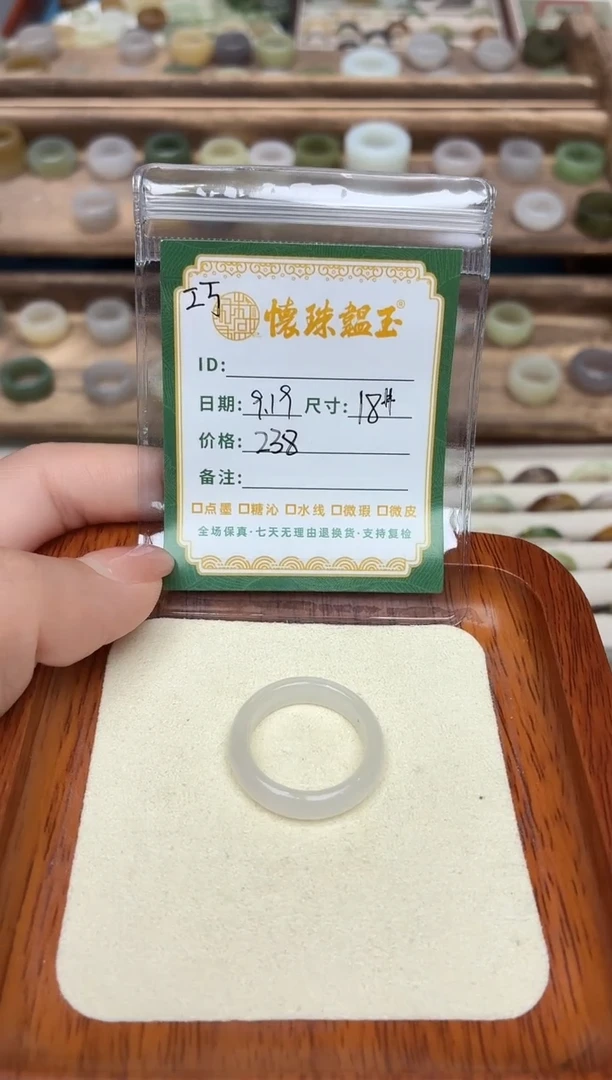 巧
懷珠韞玉®
ID:
日期: 9.19 尺寸: 18#
价格: 238
备注:
□点墨 □糖沁 □水线 □微瑕 □微皮
全场保真·七天无理由退换货·支持复检